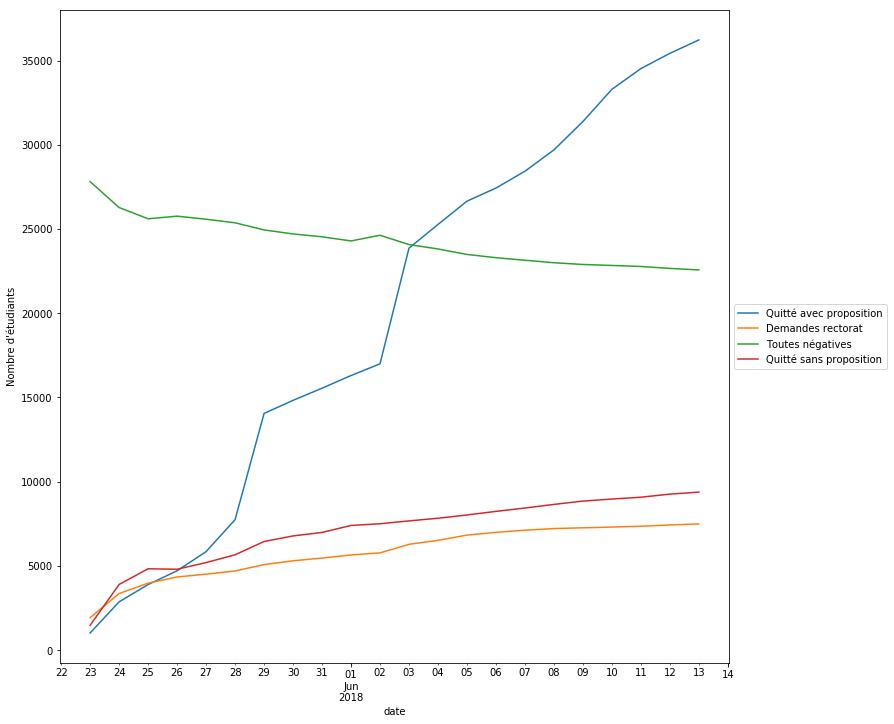 35000
30000
25000
20000
15000
10000
5000
0
Nombre d'étudiants
22 23 24 25 26 27 28 29 30 31 01 02 03 04 05 06 07 08 09 10 11 12 13 14
Jun
2018
date
Quitté avec proposition
Demandes rectorat
Toutes négatives
Quitté sans proposition